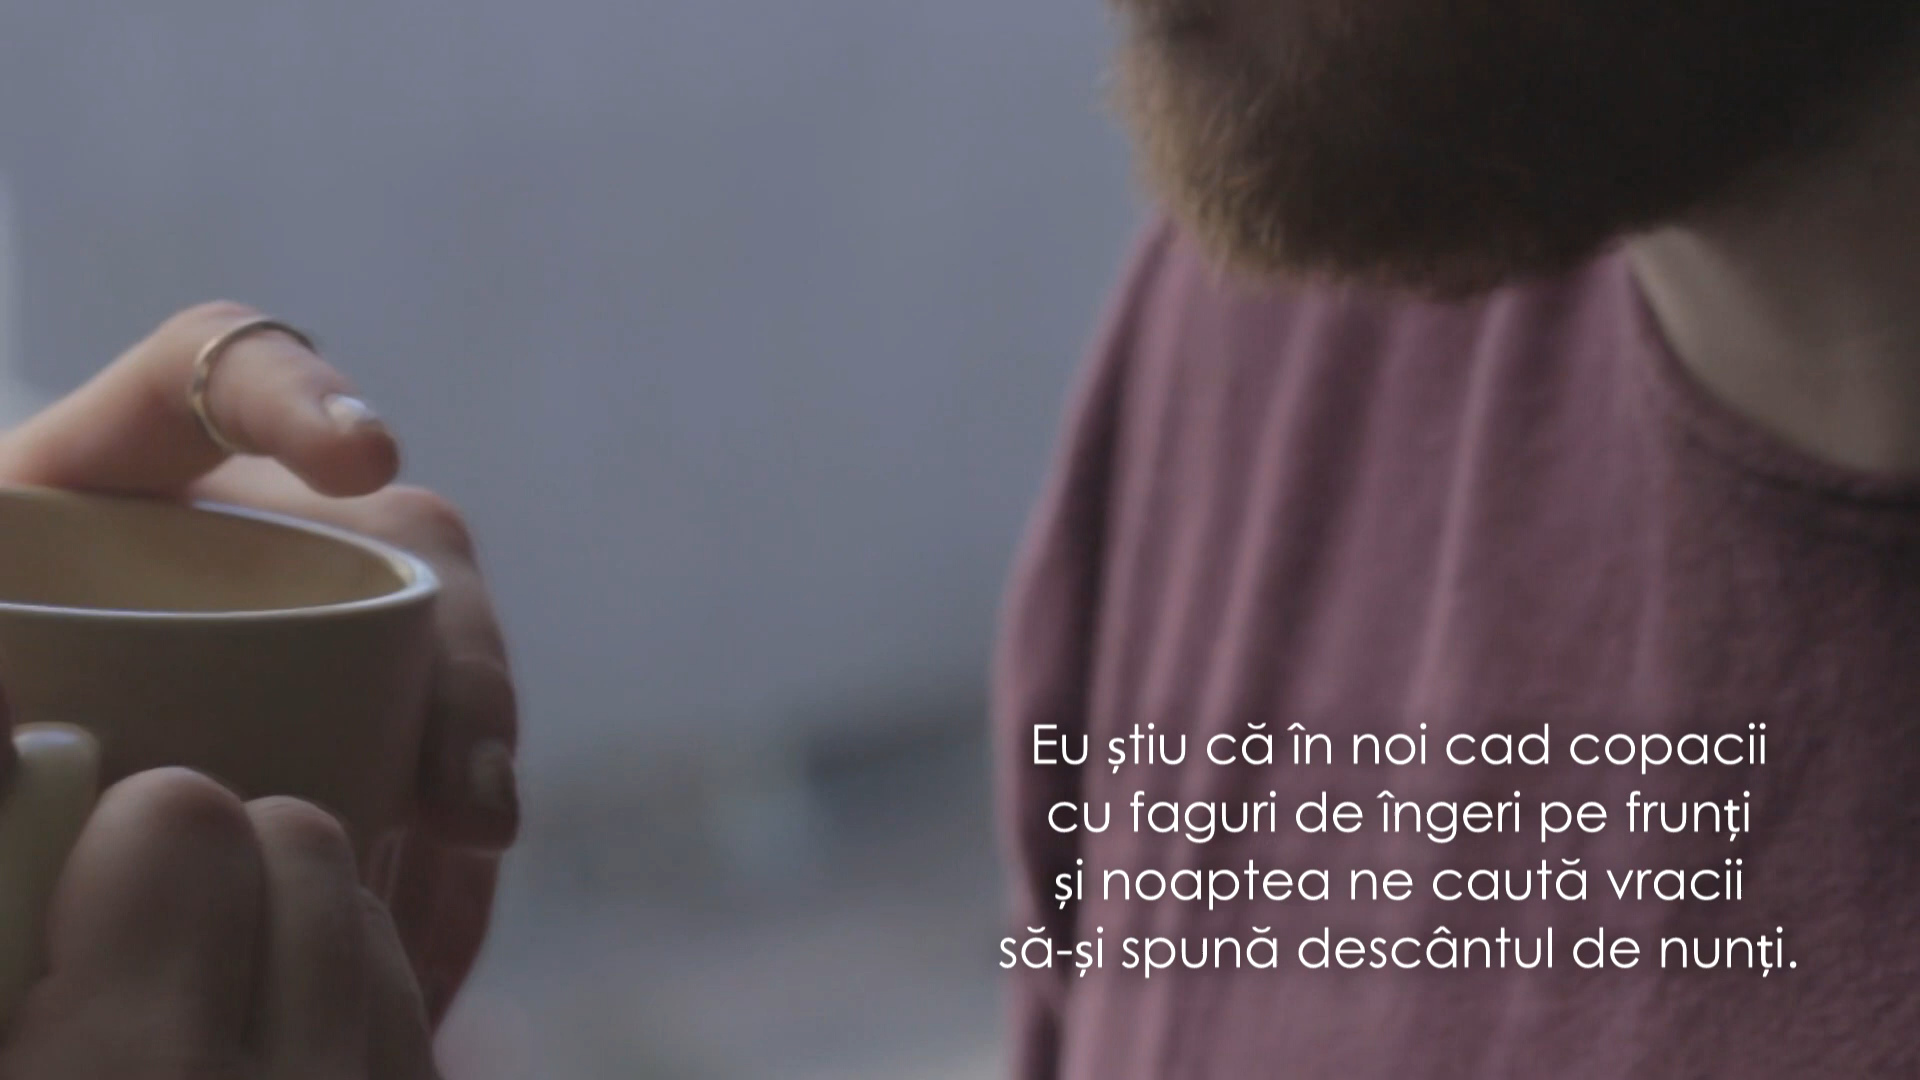 Eu știu că în noi cad copacii
cu faguri de îngeri pe frunți
și noaptea ne caută vracii
să-și spună descântul de nunți.